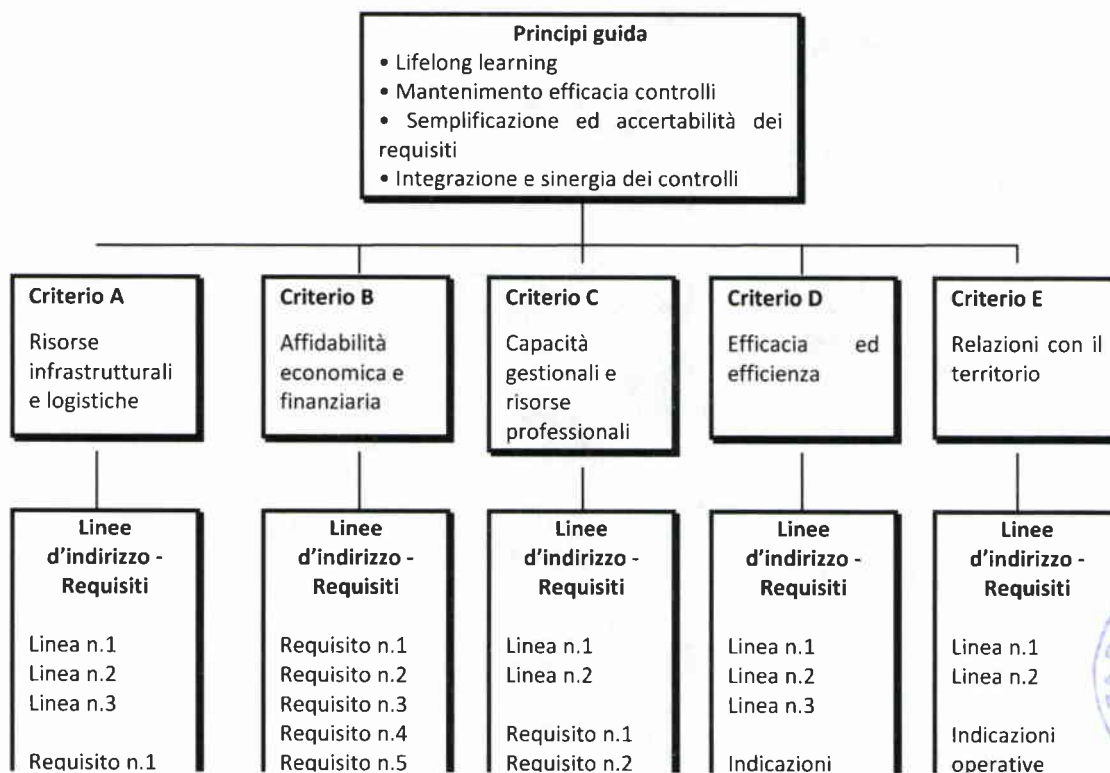 Principi guida
• Lifelong learning
• Mantenimento efficacia controlli
• Semplificazione ed accertabilità dei
requisiti
• Integrazione e sinergia dei controlli
Criterio A
Risorse
infrastrutturali
e logistiche
Criterio B
Affidabilità
economica e
finanziaria
Criterio C
Capacità
gestionali e
risorse
professionali
Criterio D
Efficacia ed
efficienza
Criterio E
Relazioni con il
territorio
Linee
d'indirizzo -
Requisiti
Linea n.1
Linea n.2
Linea n.3
Requisito n.1
Linee
d'indirizzo -
Requisiti
Requisito n.1
Requisito n.2
Requisito n.3
Requisito n.4
Requisito n.5
Linee
d'indirizzo -
Requisiti
Linea n.1
Linea n.2
Requisito n.1
Requisito n.2
Linee
d'indirizzo -
Requisiti
Linea n.1
Linea n.2
Linea n.3
Indicazioni
Linee
d'indirizzo -
Requisiti
Linea n.1
Linea n.2
Indicazioni
operative